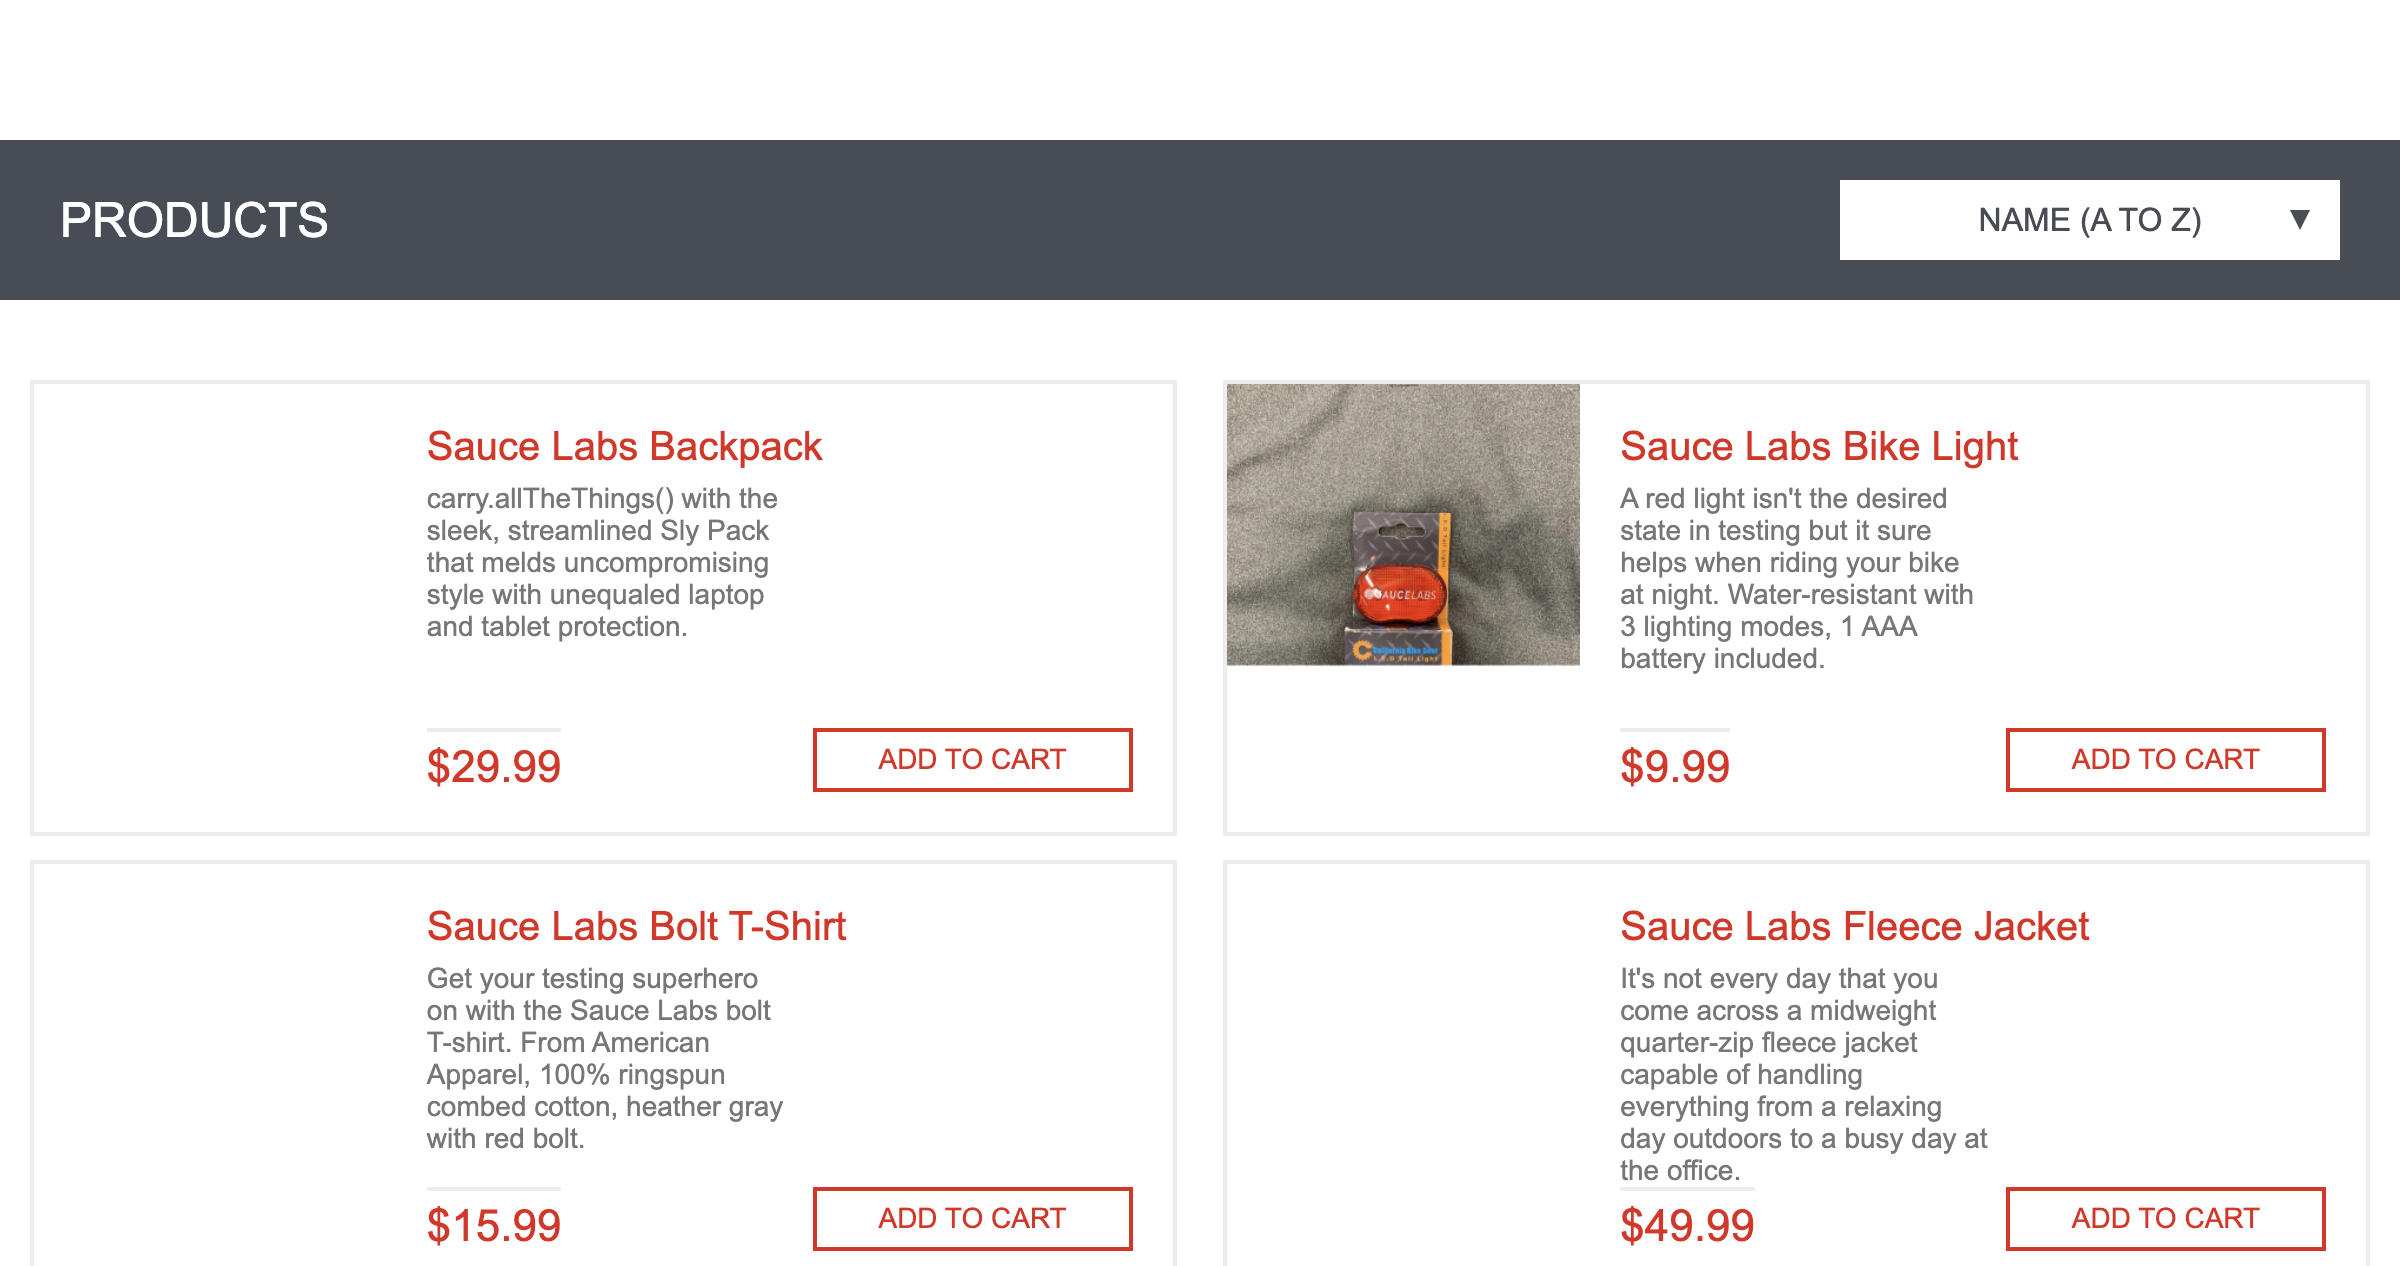 PRODUCTS
NAME (A TO Z)
Sauce Labs Backpack
carry.allTheThings() with the
sleek, streamlined Sly Pack
that melds uncompromising
style with unequaled laptop
and tablet protection.
$29.99
ADD TO CART
SAUCELABS
California Bike Gear
L.E.D Tail Light
Sauce Labs Bike Light
A red light isn't the desired
state in testing but it sure
helps when riding your bike
at night. Water-resistant with
3 lighting modes, 1 AAA
battery included.
$9.99
ADD TO CART
Sauce Labs Bolt T-Shirt
Get your testing superhero
on with the Sauce Labs bolt
T-shirt. From American
Apparel, 100% ringspun
combed cotton, heather gray
with red bolt.
$15.99
ADD TO CART
Sauce Labs Fleece Jacket
It's not every day that you
come across a midweight
quarter-zip fleece jacket
capable of handling
everything from a relaxing
day outdoors to a busy day at
the office.
$49.99
ADD TO CART